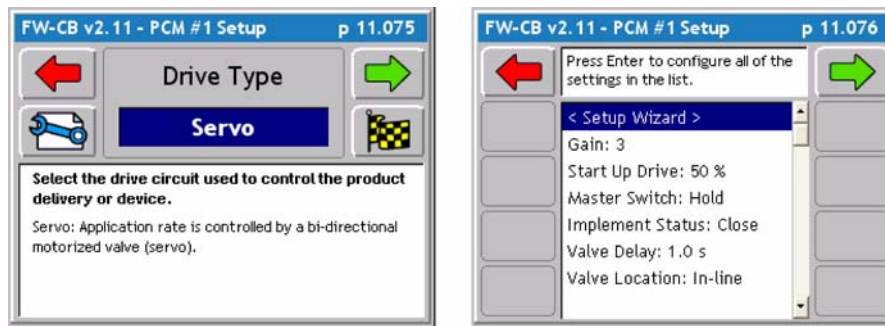 FW-CB v2.11 - PCM #1 Setup p 11.075
Drive Type
Servo
Select the drive circuit used to control the product
delivery or device.
Servo: Application rate is controlled by a bi-directional
motorized valve (servo).
FW-CB v2.11 - PCM #1 Setup p 11.076
Press Enter to configure all of the
settings in the list.
< Setup Wizard >
Gain: 3
Start Up Drive: 50 %
Master Switch: Hold
Implement Status: Close
Valve Delay: 1.0 s
Valve Location: In-line